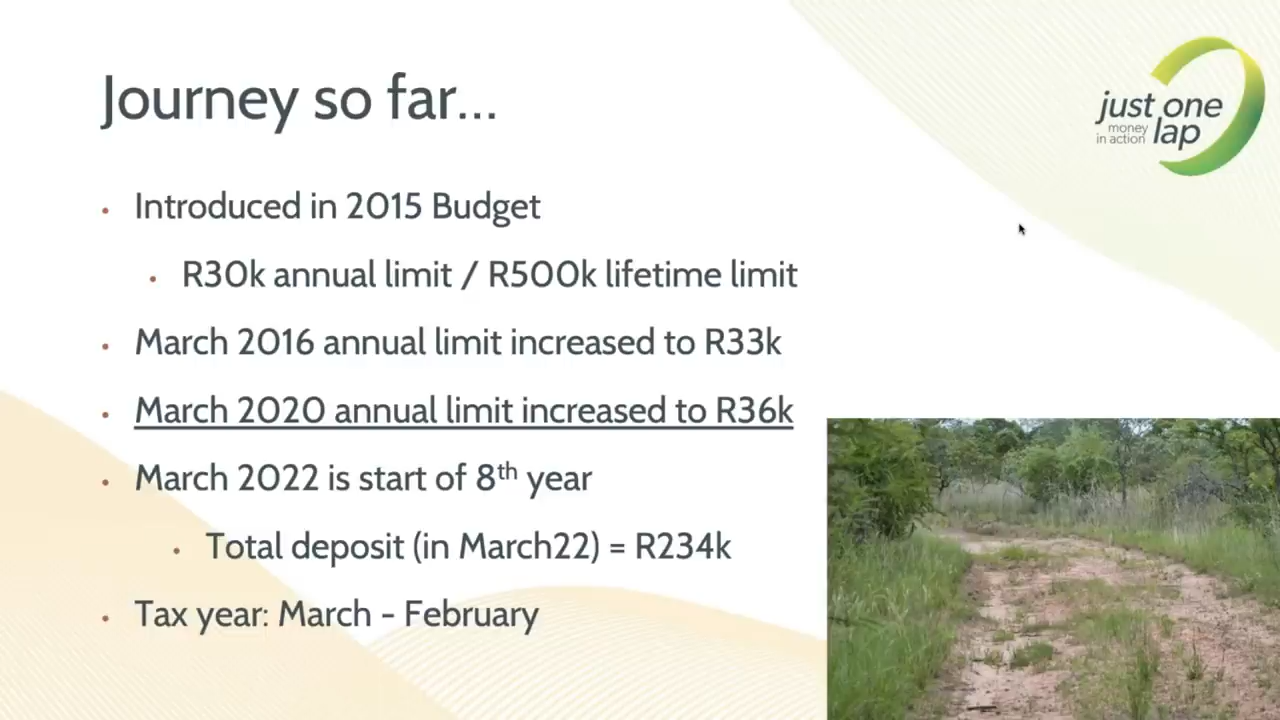 Journey so far...
just one
money
in action lap
• Introduced in 2015 Budget
• R30k annual limit / R500k lifetime limit
• March 2016 annual limit increased to R33k
• March 2020 annual limit increased to R36k
• March 2022 is start of 8th year
• Total deposit (in March22) = R234k
• Tax year: March - February